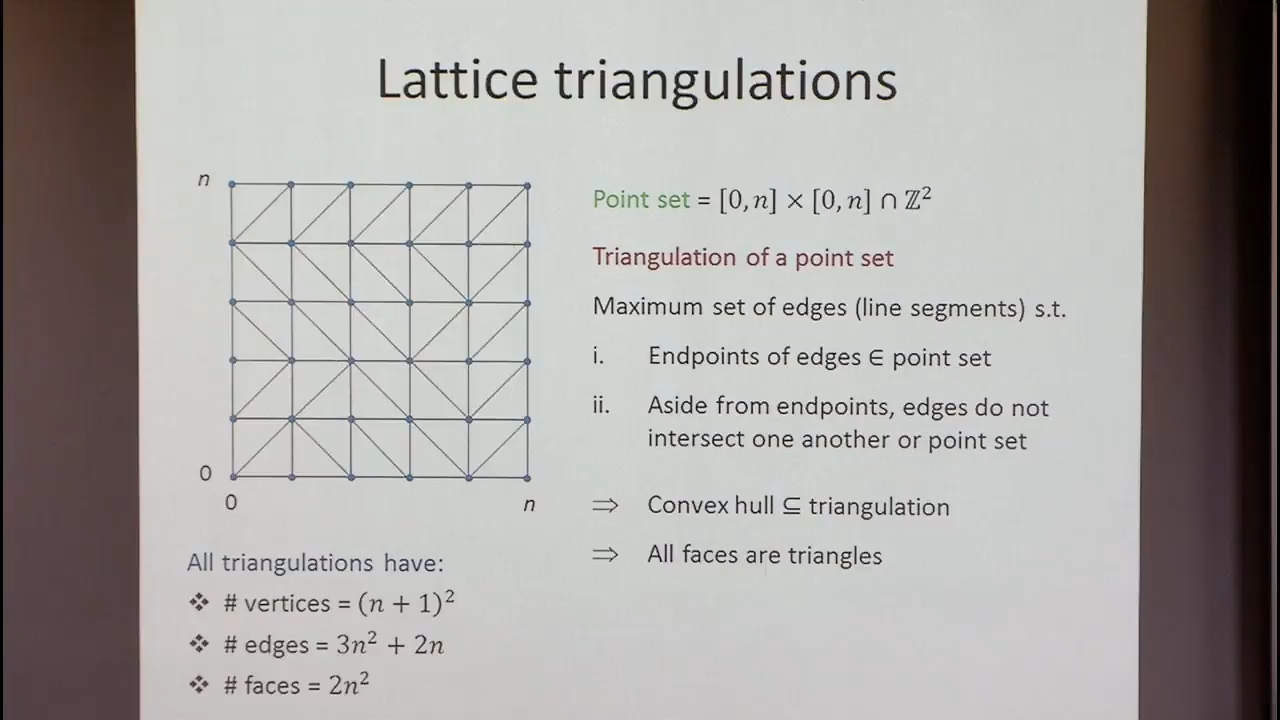 Lattice triangulations
n
0
0
n
Point set = [0, n] × [0, n] ∩ ℤ²
Triangulation of a point set
Maximum set of edges (line segments) s.t.
i. Endpoints of edges ∈ point set
ii. Aside from endpoints, edges do not
intersect one another or point set
⇒ Convex hull ⊆ triangulation
⇒ All faces are triangles
All triangulations have:
❖ # vertices = (n + 1)²
❖ # edges = 3n² + 2n
❖ # faces = 2n²